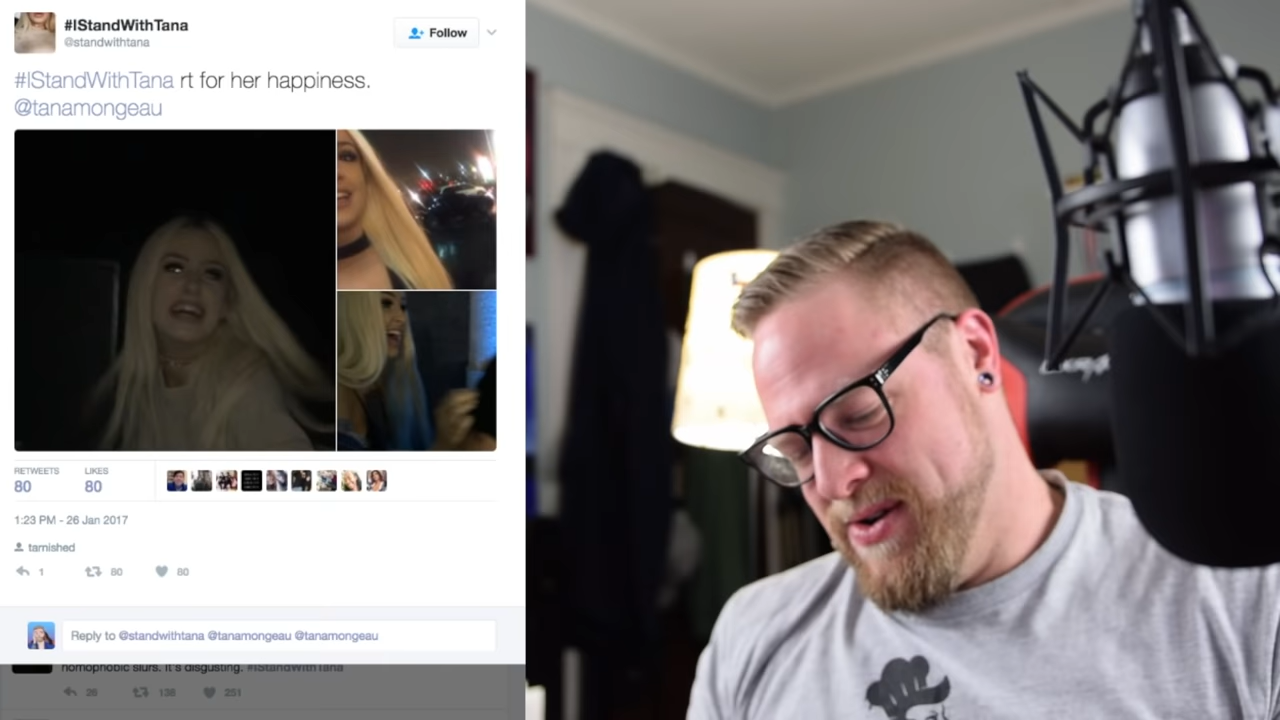 #IStandWithTana
@standwithtana
Follow
#IStandWithTana rt for her happiness.
@tanamongeau
RETWEETS LIKES
80 80
1:23 PM - 26 Jan 2017
tarnished
1 80 80
Reply to @standwithtana @tanamongeau @tanamongeau
homophobic slurs. It's disgusting. #IStandWithTana
26 138 251